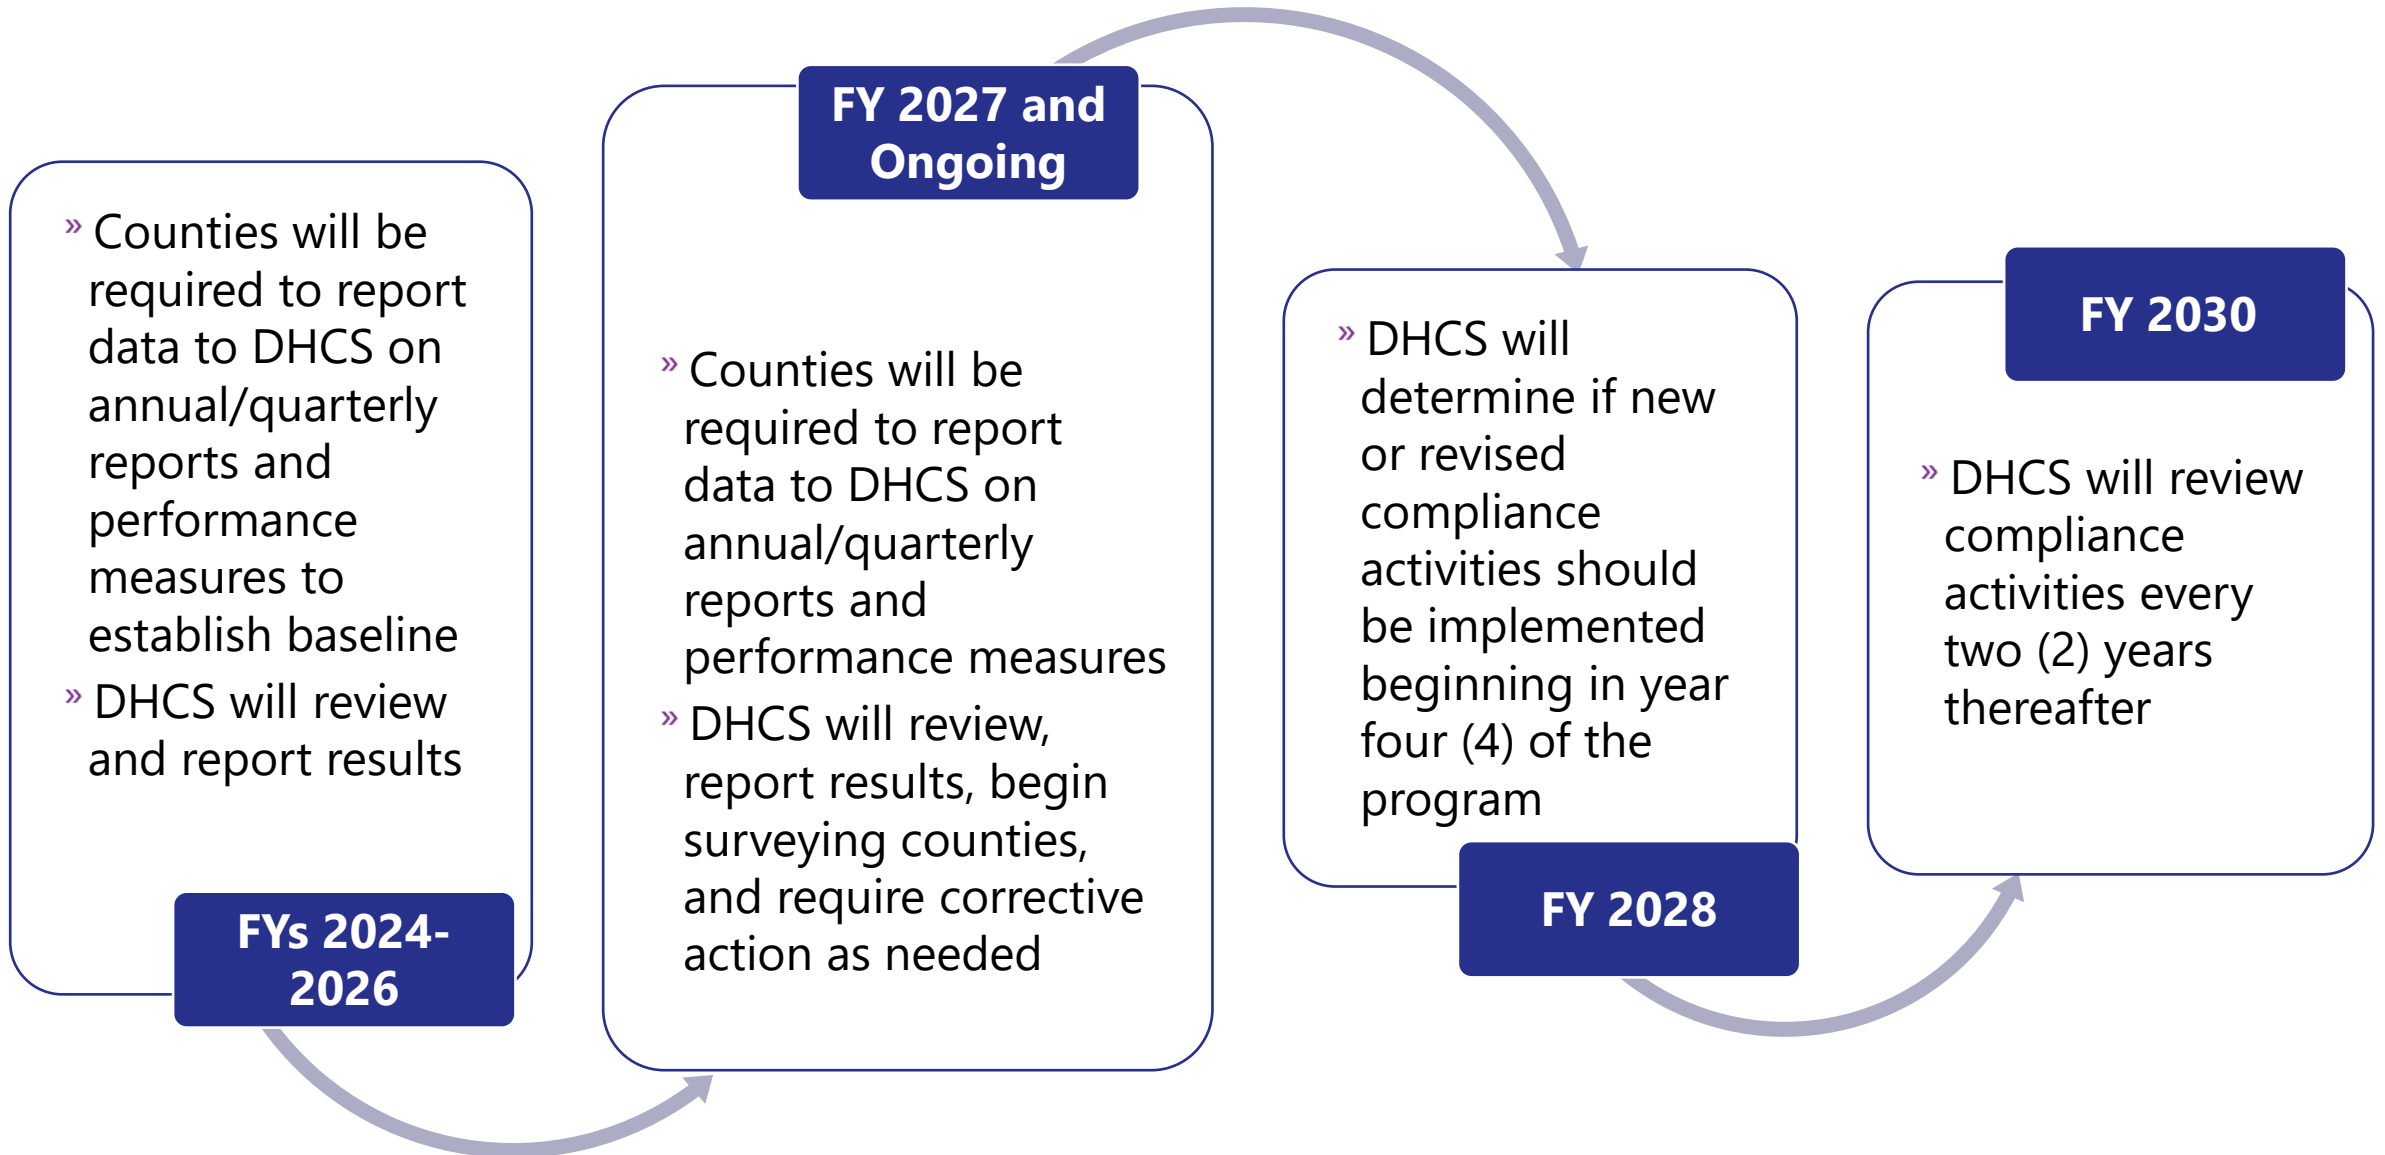 » Counties will be
required to report
data to DHCS on
annual/quarterly
reports and
performance
measures to
establish baseline
» DHCS will review
and report results
FYs 2024-
2026
FY 2027 and
Ongoing
» Counties will be
required to report
data to DHCS on
annual/quarterly
reports and
performance measures
» DHCS will review,
report results, begin
surveying counties,
and require corrective
action as needed
» DHCS will
determine if new
or revised
compliance
activities should
be implemented
beginning in year
four (4) of the
program
FY 2028
FY 2030
» DHCS will review
compliance
activities every
two (2) years
thereafter